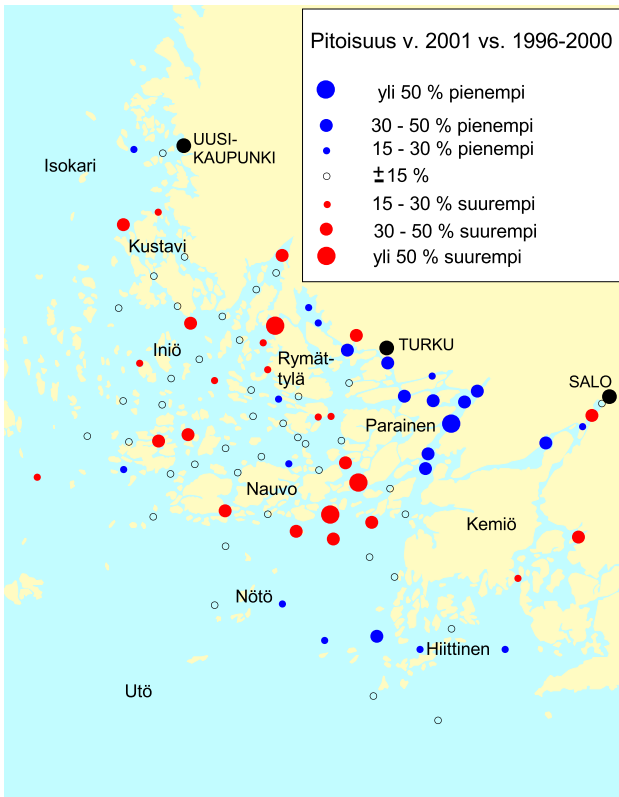 Pitoisuus v. 2001 vs. 1996-2000
yli 50 % pienempi
30 - 50 % pienempi
15 - 30 % pienempi
±15 %
15 - 30 % suurempi
30 - 50 % suurempi
yli 50 % suurempi
UUSI-
KAUPUNKI
Isokari
Kustavi
Iniö
Rymät-
tylä
TURKU
SALO
Parainen
Nauvo
Kemiö
Nötö
Hiittinen
Utö